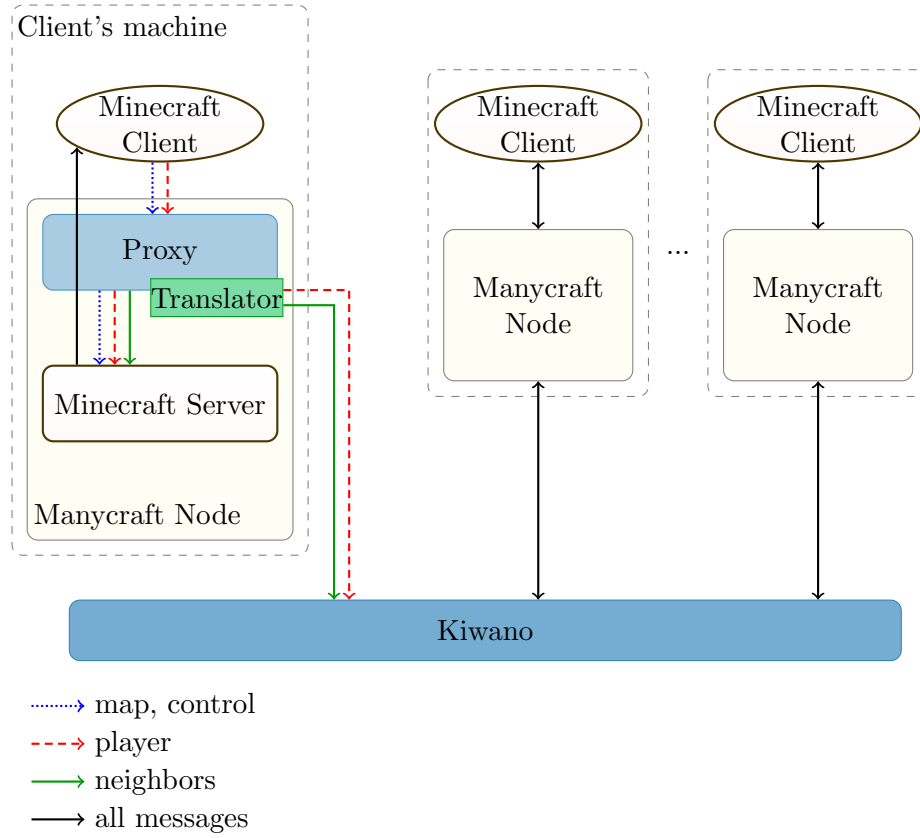 Client's machine
Minecraft
Client
Proxy
Translator
Minecraft Server
Manycraft Node
Minecraft
Client
Manycraft
Node
...
Minecraft
Client
Manycraft
Node
Kiwano
map, control
player
neighbors
all messages